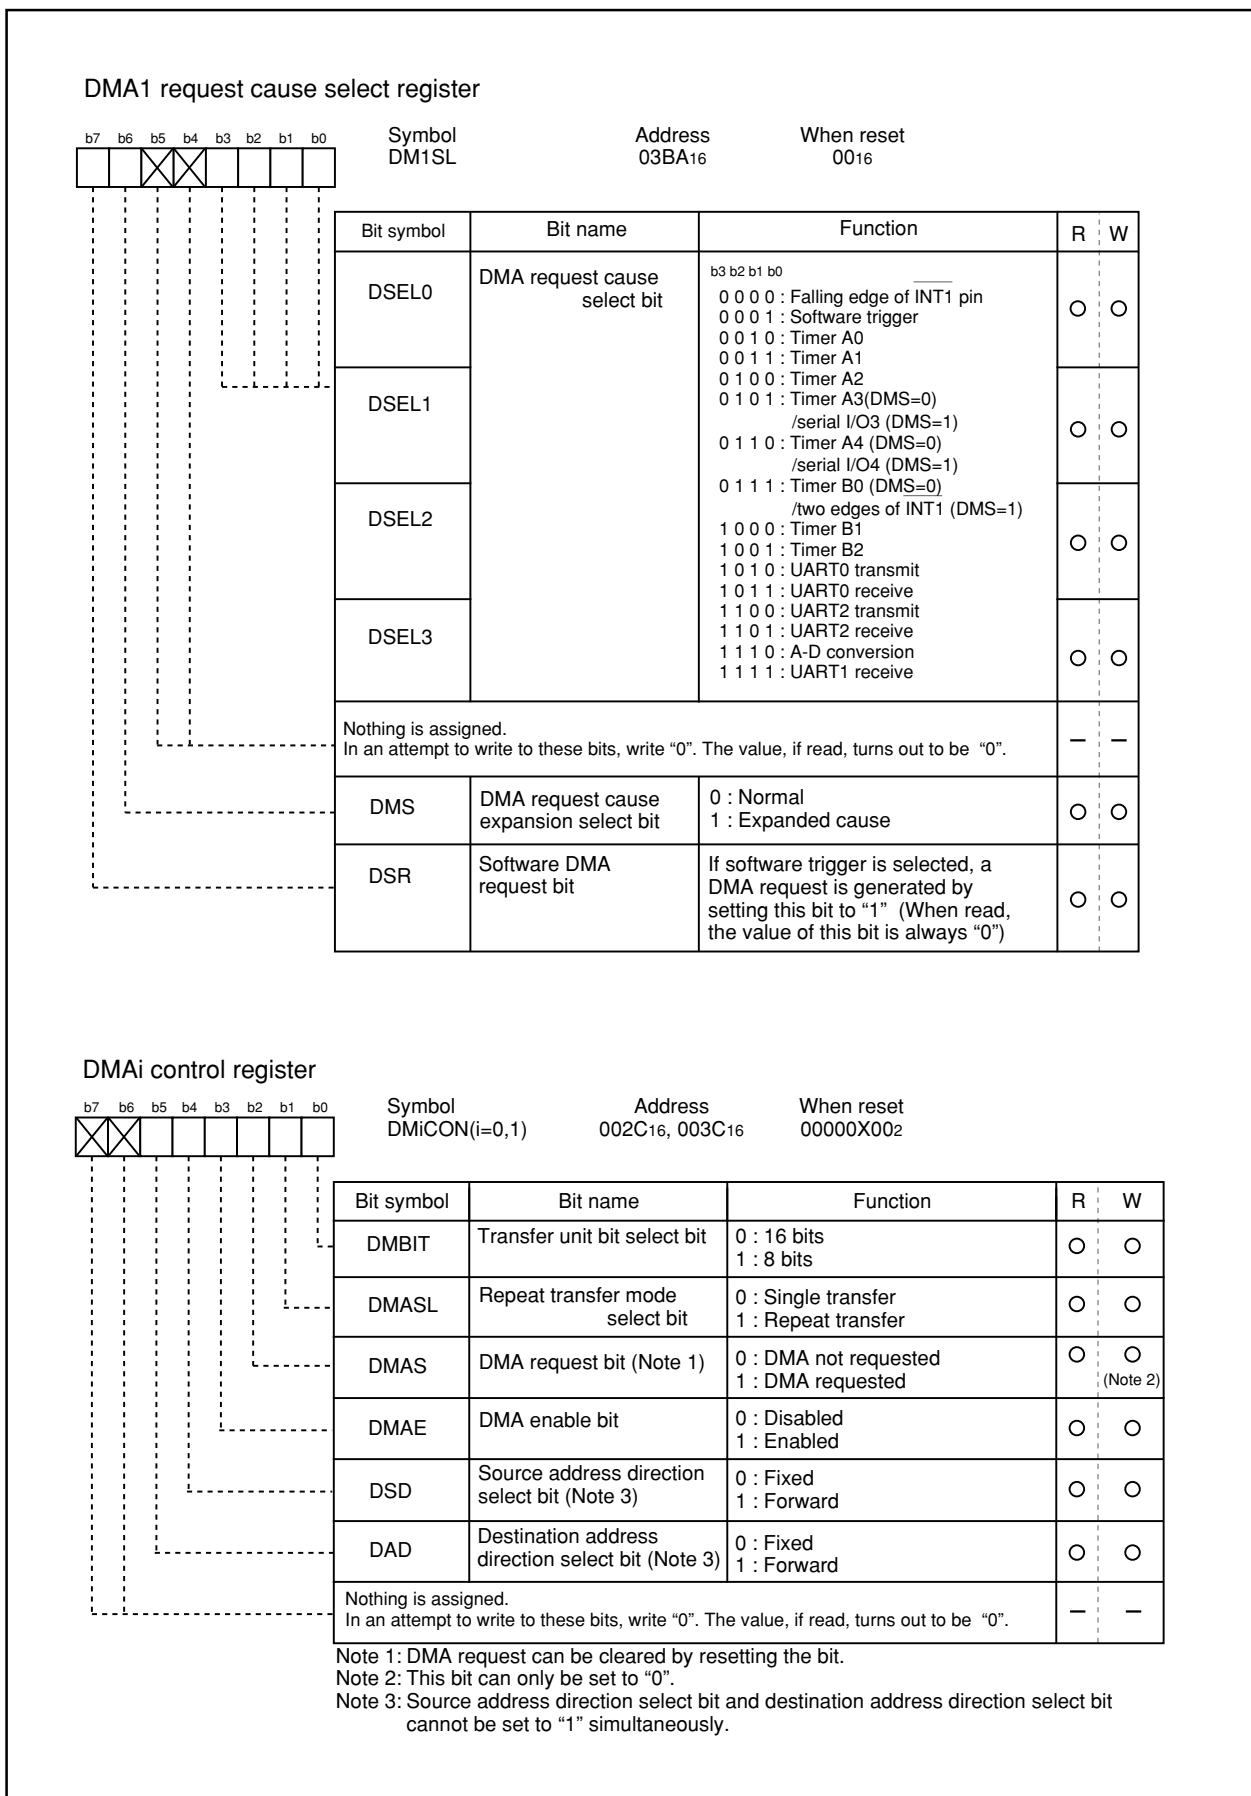 DMA1 request cause select register
b7 b6 b5 b4 b3 b2 b1 b0
Symbol Address When reset
DM1SL 03BA16 0016
Bit symbol Bit name Function R W
DSEL0
DMA request cause
select bit
b3 b2 b1 b0
0 0 0 0 : Falling edge of INT1 pin
0 0 0 1 : Software trigger
0 0 1 0 : Timer A0
0 0 1 1 : Timer A1
0 1 0 0 : Timer A2
0 1 0 1 : Timer A3(DMS=0)
/serial I/O3 (DMS=1)
0 1 1 0 : Timer A4 (DMS=0)
/serial I/O4 (DMS=1)
0 1 1 1 : Timer B0 (DMS=0)
/two edges of INT1 (DMS=1)
1 0 0 0 : Timer B1
1 0 0 1 : Timer B2
1 0 1 0 : UART0 transmit
1 0 1 1 : UART0 receive
1 1 0 0 : UART2 transmit
1 1 0 1 : UART2 receive
1 1 1 0 : A-D conversion
1 1 1 1 : UART1 receive
DSEL1
DSEL2
DSEL3
Nothing is assigned.
In an attempt to write to these bits, write “0”. The value, if read, turns out to be “0”.
DMS
DMA request cause
expansion select bit
0 : Normal
1 : Expanded cause
DSR
Software DMA
request bit
If software trigger is selected, a
DMA request is generated by
setting this bit to “1” (When read,
the value of this bit is always “0”)
DMAi control register
b7 b6 b5 b4 b3 b2 b1 b0
Symbol Address When reset
DMiCON(i=0,1) 002C16, 003C16 00000X002
Bit symbol Bit name Function R W
DMBIT
Transfer unit bit select bit
0 : 16 bits
1 : 8 bits
DMASL
Repeat transfer mode
select bit
0 : Single transfer
1 : Repeat transfer
DMAS
DMA request bit (Note 1)
0 : DMA not requested
1 : DMA requested
(Note 2)
DMAE
DMA enable bit
0 : Disabled
1 : Enabled
DSD
Source address direction
select bit (Note 3)
0 : Fixed
1 : Forward
DAD
Destination address
direction select bit (Note 3)
0 : Fixed
1 : Forward
Nothing is assigned.
In an attempt to write to these bits, write “0”. The value, if read, turns out to be “0”.
Note 1: DMA request can be cleared by resetting the bit.
Note 2: This bit can only be set to “0”.
Note 3: Source address direction select bit and destination address direction select bit
cannot be set to “1” simultaneously.